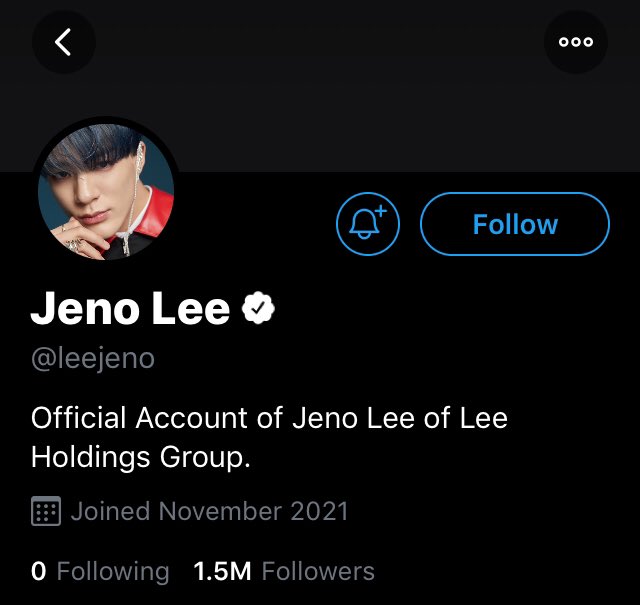 Follow
Jeno Lee
@leejeno
Official Account of Jeno Lee of Lee
Holdings Group.
Joined November 2021
0 Following 1.5M Followers